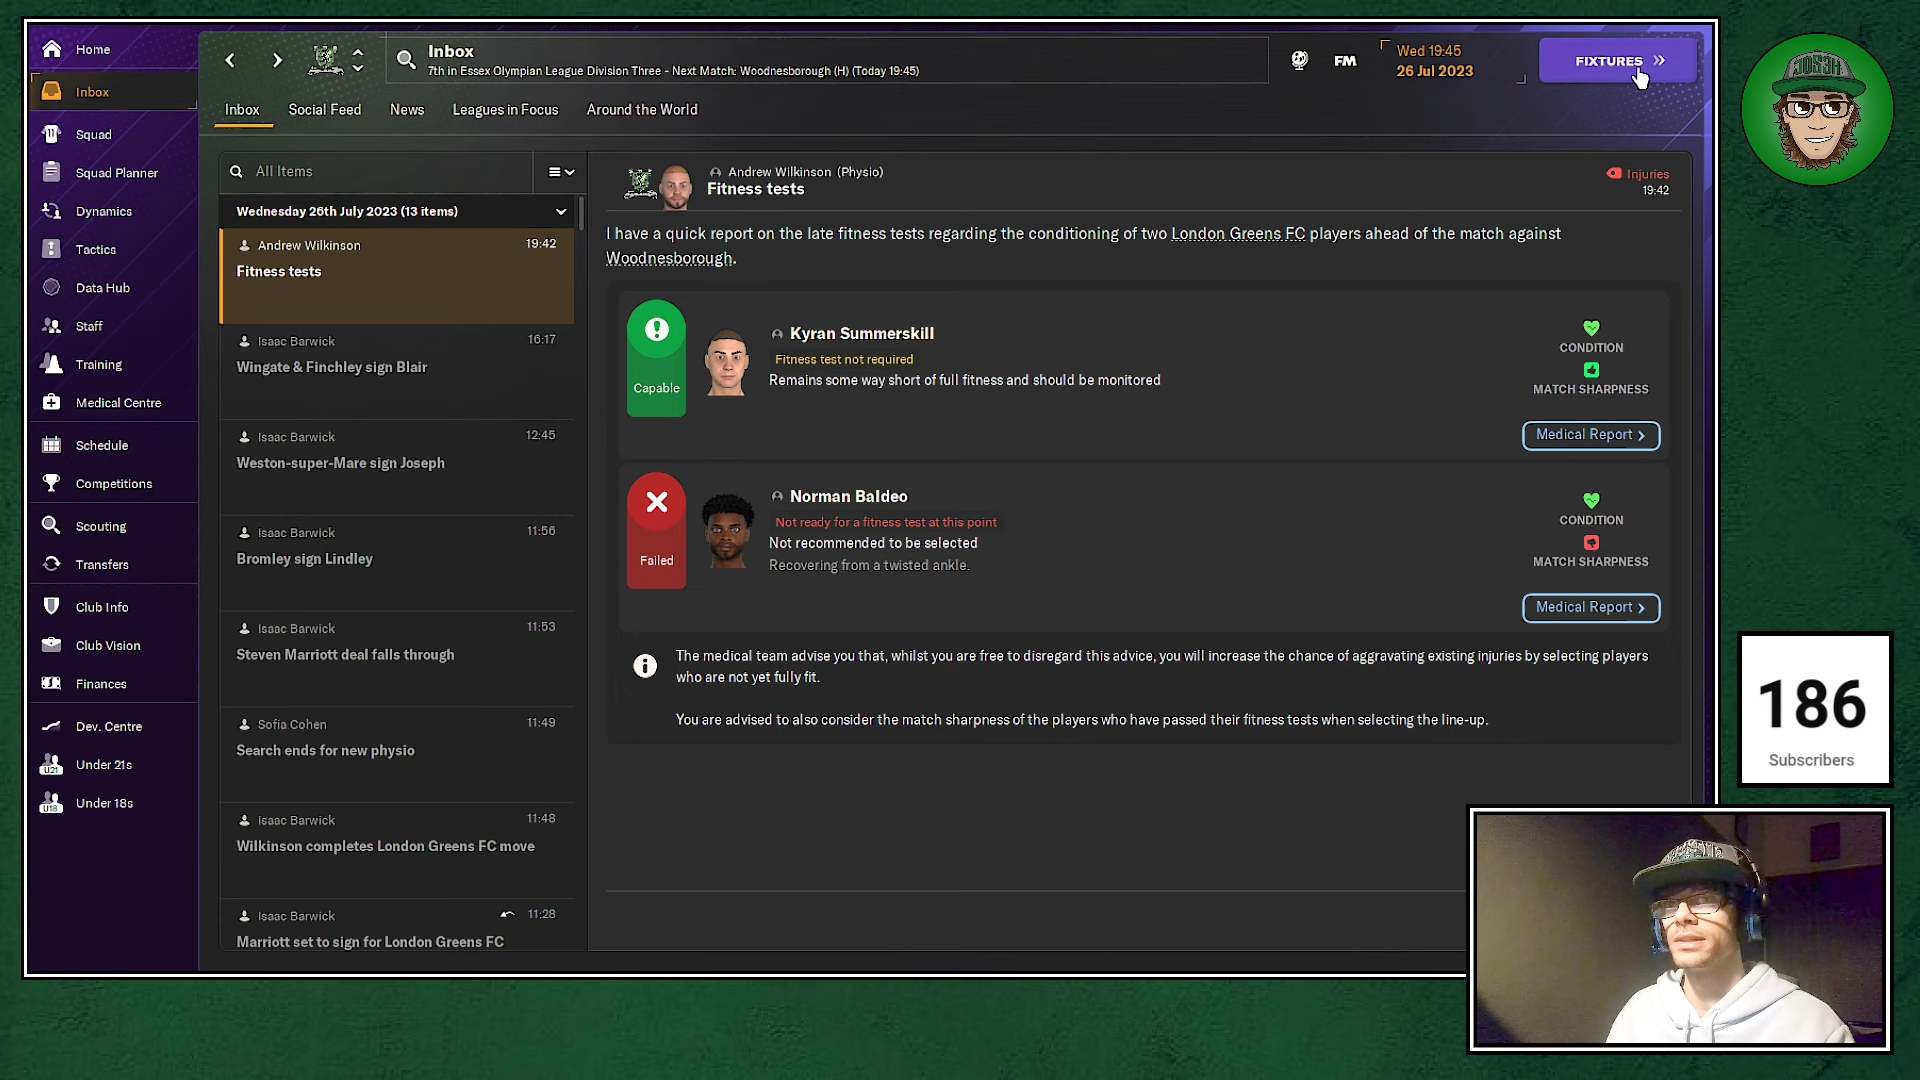 Home
Inbox
Squad
Squad Planner
Dynamics
Tactics
Data Hub
Staff
Training
Medical Centre
Schedule
Competitions
Scouting
Transfers
Club Info
Club Vision
Finances
Dev. Centre
U21
Under 21s
U18
Under 18s
Inbox
7th in Essex Olympian League Division Three - Next Match: Woodnesborough (H) (Today 19:45)
FM
Wed 19:45
26 Jul 2023
FIXTURES
Inbox Social Feed News Leagues in Focus Around the World
All Items
Wednesday 26th July 2023 (13 items)
Andrew Wilkinson 19:42
Fitness tests
Isaac Barwick 16:17
Wingate & Finchley sign Blair
Isaac Barwick 12:45
Weston-super-Mare sign Joseph
Isaac Barwick 11:56
Bromley sign Lindley
Isaac Barwick 11:53
Steven Marriott deal falls through
Sofia Cohen 11:49
Search ends for new physio
Isaac Barwick 11:48
Wilkinson completes London Greens FC move
Isaac Barwick 11:28
Marriott set to sign for London Greens FC
Andrew Wilkinson (Physio)
Fitness tests
Injuries
19:42
I have a quick report on the late fitness tests regarding the conditioning of two London Greens FC players ahead of the match against
Woodnesborough.
Capable
Kyran Summerskill
Fitness test not required
Remains some way short of full fitness and should be monitored
CONDITION
MATCH SHARPNESS
Medical Report
Failed
Norman Baldeo
Not ready for a fitness test at this point
Not recommended to be selected
Recovering from a twisted ankle.
CONDITION
MATCH SHARPNESS
Medical Report
The medical team advise you that, whilst you are free to disregard this advice, you will increase the chance of aggravating existing injuries by selecting players
who are not yet fully fit.
You are advised to also consider the match sharpness of the players who have passed their fitness tests when selecting the line-up.
186
Subscribers